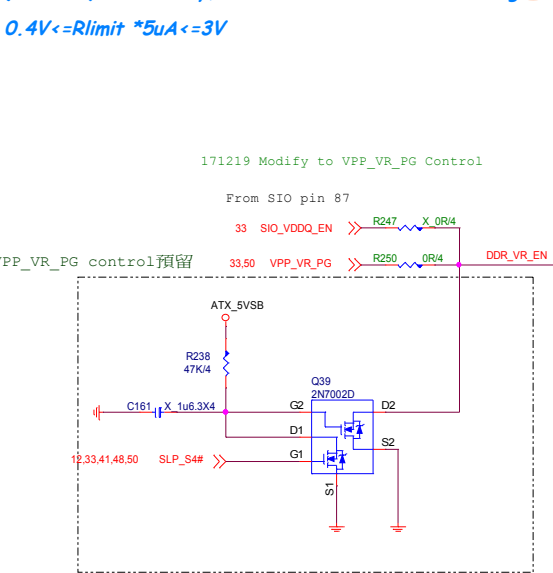 0.4V<=Rlimit *5uA<=3V
171219 Modify to VPP_VR_PG Control
From SIO pin 87
33 SIO_VDDQ_EN R247 X_0R/4
33,50 VPP_VR_PG R250 0R/4 DDR_VR_EN
VPP_VR_PG control預留
ATX_5VSB
R238
47K/4
Q39
2N7002D
C161 X_1u6.3X4 G2 D2
D1
S2
12,33,41,48,50 SLP_S4# G1
S1